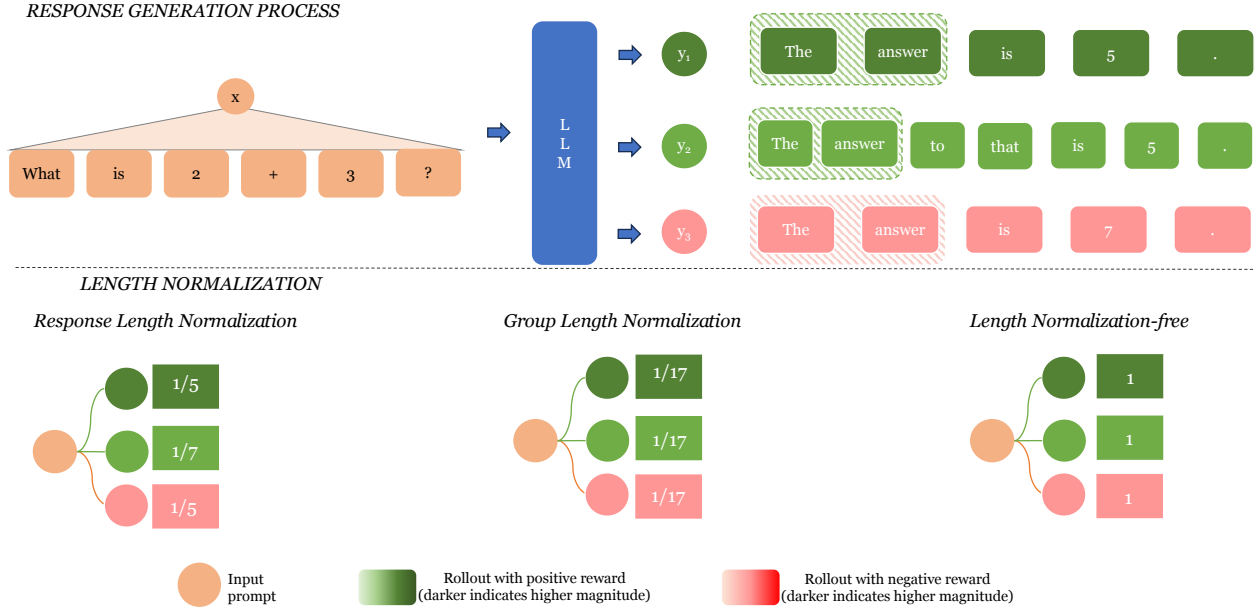 RESPONSE GENERATION PROCESS
x
What is 2 + 3 ?
L
L
M
y1 The answer is 5 .
y2 The answer to that is 5 .
y3 The answer is 7 .
LENGTH NORMALIZATION
Response Length Normalization
1/5
1/7
1/5
Group Length Normalization
1/17
1/17
1/17
Length Normalization-free
1
1
1
Input
prompt
Rollout with positive reward
(darker indicates higher magnitude)
Rollout with negative reward
(darker indicates higher magnitude)